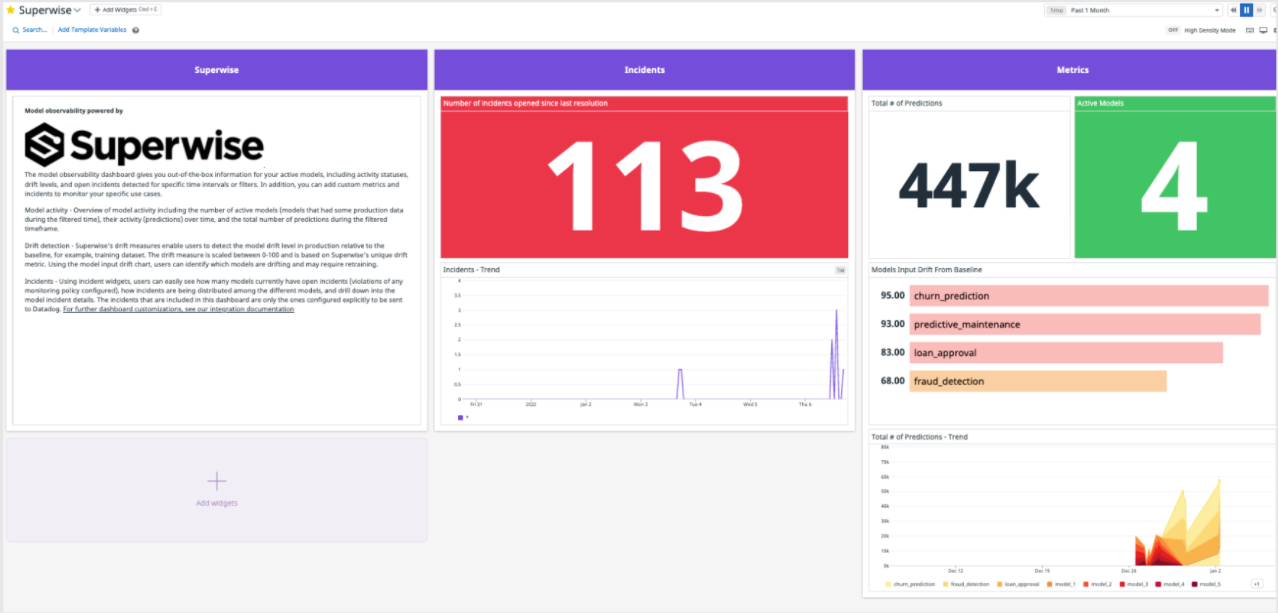 Superwise
+ Add Widgets Cmd + E
Time Past 1 Month
Search...
Add Template Variables
OFF High Density Mode
Superwise
Incidents
Metrics
Model observability powered by
Superwise
The model observability dashboard gives you out-of-the-box information for your active models, including activity statuses,
drift levels, and open incidents detected for specific time intervals or filters. In addition, you can add custom metrics and
incidents to monitor your specific use cases.
Model activity - Overview of model activity including the number of active models (models that had some production data
during the filtered time), their activity (predictions) over time, and the total number of predictions during the filtered
timeframe.
Drift detection - Superwise's drift measures enable users to detect the model drift level in production relative to the
baseline, for example, training dataset. The drift measure is scaled between 0-100 and is based on Superwise's unique drift
metric. Using the model input drift chart, users can identify which models are drifting and may require retraining.
Incidents - Using incident widgets, users can easily see how many models currently have open incidents (violations of any
monitoring policy configured), how incidents are being distributed among the different models, and drill down into the
model incident details. The incidents that are included in this dashboard are only the ones configured explicitly to be sent
to Datadog. For further dashboard customizations, see our integration documentation
Add widgets
Number of incidents opened since last resolution
113
Incidents - Trend
1w
4
3.5
3
2.5
2
1.5
1
0.5
0
Fri 31 2022 Jan 2 Mon 3 Tue 4 Wed 5 Thu 6
Total # of Predictions
447k
Active Models
4
Models Input Drift From Baseline
95.00 churn_prediction
93.00 predictive_maintenance
83.00 loan_approval
68.00 fraud_detection
Total # of Predictions - Trend
80k
70k
60k
50k
40k
30k
20k
10k
0k
Dec 12 Dec 19 Dec 26 Jan 2
churn_prediction fraud_detection loan_approval model_1 model_2 model_3 model_4 model_5 +1